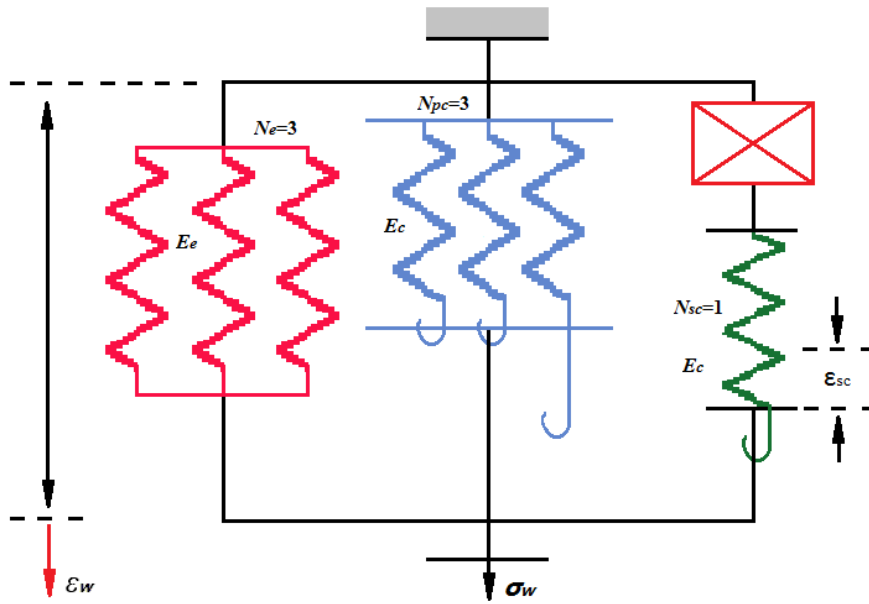 Npc=3
Ne=3
Ee
Ec
Nsc=1
Ec
εsc
εw
σw